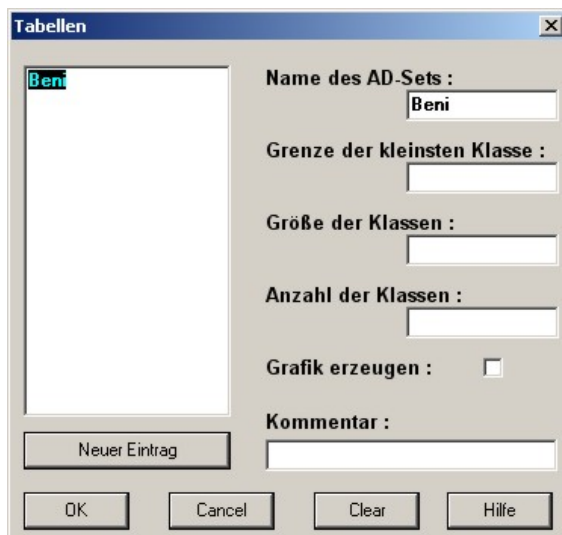 Tabellen
Beni
Name des AD-Sets :
Beni
Grenze der kleinsten Klasse :
Größe der Klassen :
Anzahl der Klassen :
Grafik erzeugen :
Kommentar :
Neuer Eintrag
OK Cancel Clear Hilfe